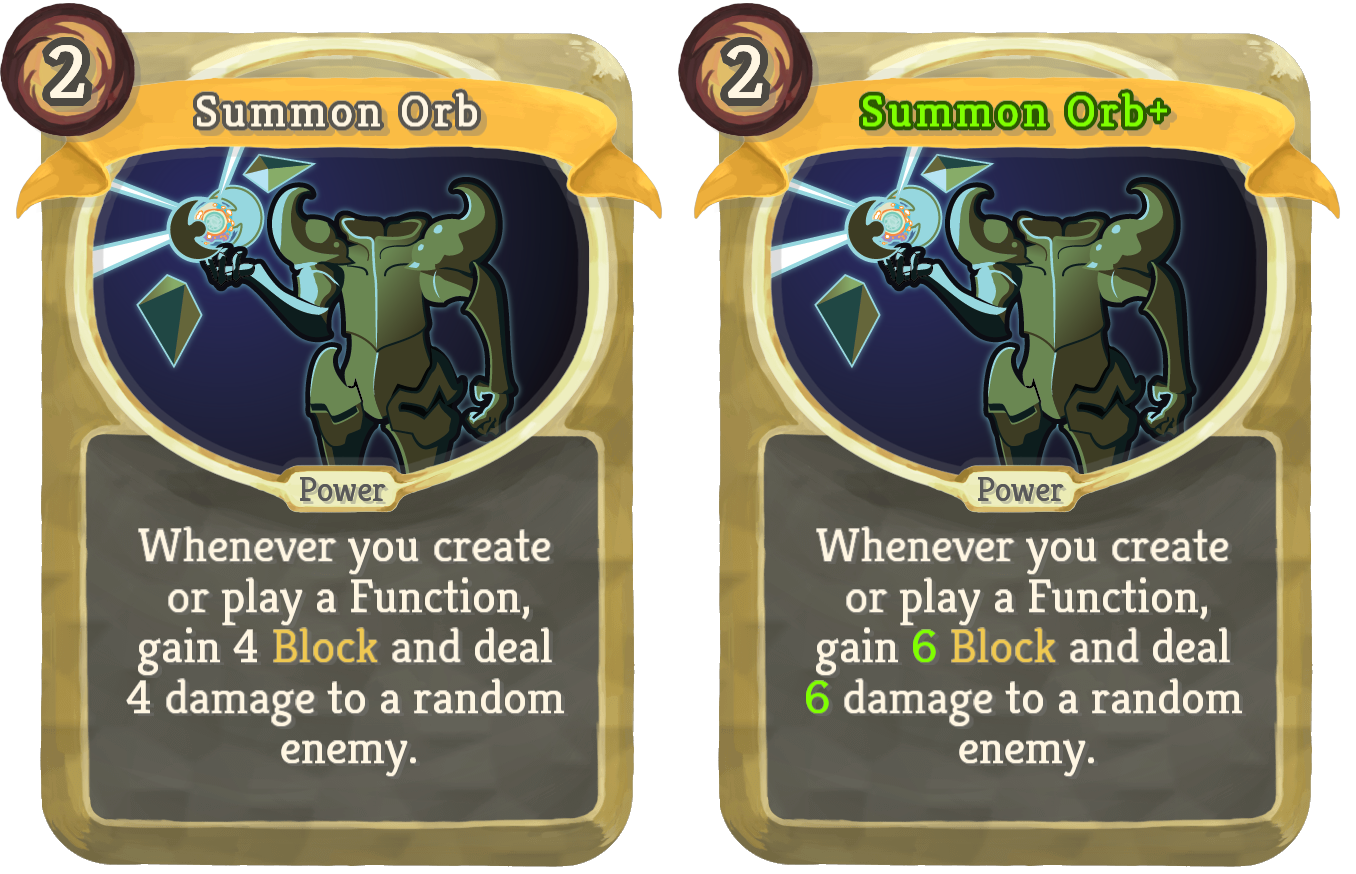 2
Summon Orb
Power
Whenever you create
or play a Function,
gain 4 Block and deal
4 damage to a random
enemy.
2
Summon Orb+
Power
Whenever you create
or play a Function,
gain 6 Block and deal
6 damage to a random
enemy.